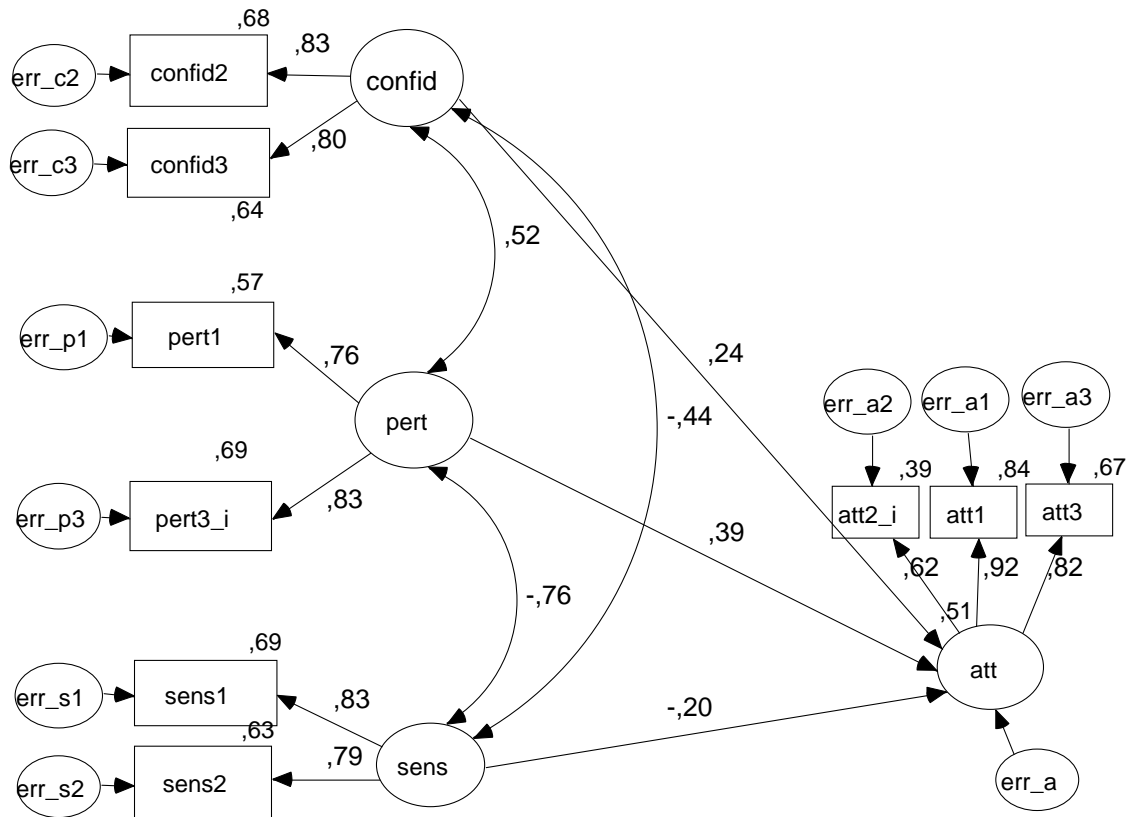 ,68
,83
err_c2
confid2
confid
,80
err_c3
confid3
,64
,52
,57
err_p1
pert1
,76
,24
err_a2
err_a1
err_a3
pert
-,44
,69
,39
,84
,67
err_p3
pert3_i
,83
att2_i
att1
att3
,39
,62
,92
,82
-,76
,51
,69
err_s1
sens1
,83
att
-,20
,63
,79
err_s2
sens2
sens
err_a